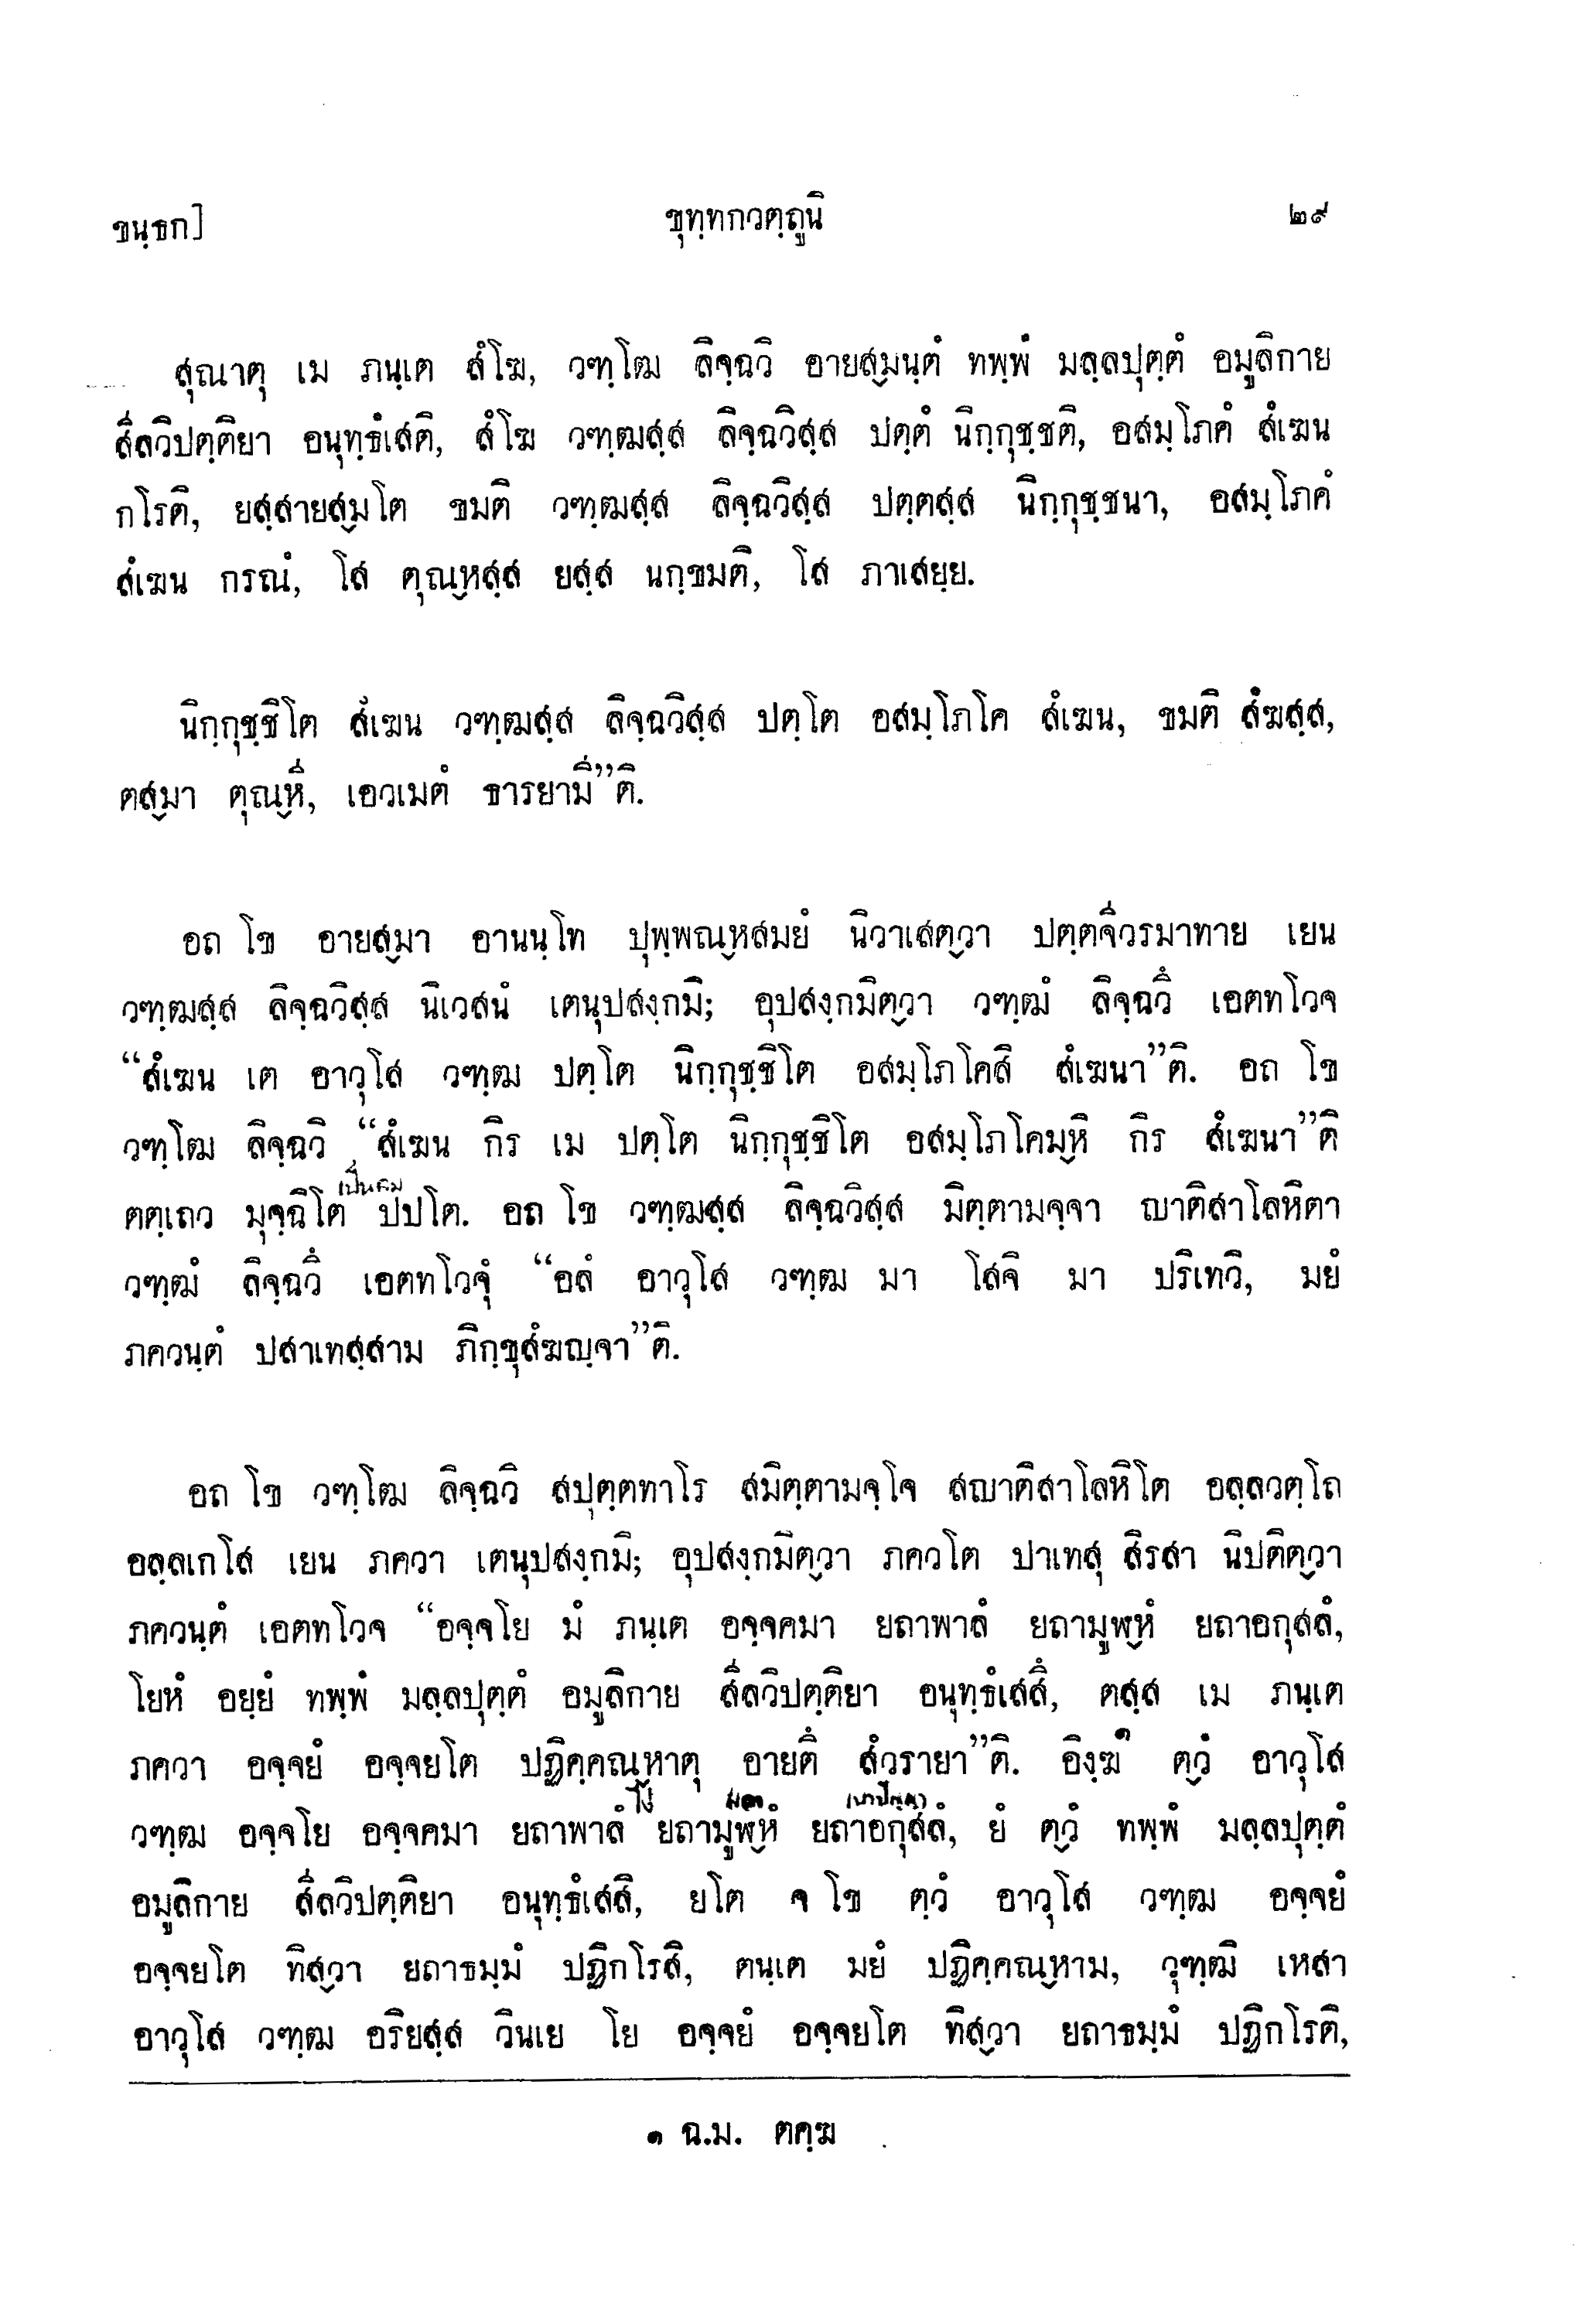 ขนฺธก]
ขุทฺทกวตฺถูนิ
๒๙
สุณาตุ เม ภนฺเต สํโฆ, วฑฺโฒ ลิจฺฉวิ อายสฺมนฺตํ ทพฺพํ มลฺลปุตฺตํ อมูลิกาย
สีลวิปตฺติยา อนุทฺธํเสติ, สํโฆ วฑฺฒสฺส ลิจฺฉวิสฺส ปตฺตํ นิกฺกุชฺชติ, อสมฺโภคํ สํเฆน
กโรติ, ยสฺสายสฺมโต ขมติ วฑฺฒสฺส ลิจฺฉวิสฺส ปตฺตสฺส นิกฺกุชฺชนา, อสมฺโภคํ
สํเฆน กรณํ, โส ตุณฺหสฺส ยสฺส นกฺขมติ, โส ภาเสยฺย.
นิกฺกุชฺชิโต สํเฆน วฑฺฒสฺส ลิจฺฉวิสฺส ปตฺโต อสมฺโภโค สํเฆน, ขมติ สํฆสฺส,
ตสฺมา ตุณฺหี, เอวเมตํ ธารยามี”ติ.
อถ โข อายสฺมา อานนฺโท ปุพฺพณฺหสมยํ นิวาเสตฺวา ปตฺตจีวรมาทาย เยน
วฑฺฒสฺส ลิจฺฉวิสฺส นิเวสนํ เตนุปสงฺกมิ; อุปสงฺกมิตฺวา วฑฺฒํ ลิจฺฉวึ เอตทโวจ
“สํเฆน เต อาวุโส วฑฺฒ ปตฺโต นิกฺกุชฺชิโต อสมฺโภโคสิ สํเฆนา”ติ. อถ โข
วฑฺโฒ ลิจฺฉวิ “สํเฆน กิร เม ปตฺโต นิกฺกุชฺชิโต อสมฺโภโคมฺหิ กิร สํเฆนา”ติ
เป็นลม
ตตฺเถว มุจฺฉิโต ปปโต. อถ โข วฑฺฒสฺส ลิจฺฉวิสฺส มิตฺตามจฺจา ญาติสาโลหิตา
วฑฺฒํ ลิจฺฉวึ เอตทโวจุํ “อลํ อาวุโส วฑฺฒ มา โสจิ มา ปริเทวิ, มยํ
ภควนฺตํ ปสาเทสฺสาม ภิกฺขุสํฆญฺจา”ติ.
อถ โข วฑฺโฒ ลิจฺฉวิ สปุตฺตทาโร สมิตฺตามจฺโจ สญาติสาโลหิโต อลฺลวตฺโถ
อลฺลเกโส เยน ภควา เตนุปสงฺกมิ; อุปสงฺกมิตฺวา ภควโต ปาเทสุ สิรสา นิปติตฺวา
ภควนฺตํ เอตทโวจ “อจฺจโย มํ ภนฺเต อจฺจคมา ยถาพาลํ ยถามูฬฺหํ ยถาอกุสลํ,
โยหํ อยฺยํ ทพฺพํ มลฺลปุตฺตํ อมูลิกาย สีลวิปตฺติยา อนุทฺธํเสสึ, ตสฺส เม ภนฺเต
ภควา อจฺจยํ อจฺจยโต ปฏิคฺคณฺหาตุ อายตึ สํวรายา”ติ. อิงฺฆ๑ ตฺวํ อาวุโส
โง่
วฑฺฒ อจฺจโย อจฺจคมา ยถาพาลํ ยถามูฬฺหํ ยถาอกุสลํ, ยํ ตฺวํ ทพฺพํ มลฺลปุตฺตํ
อมูลิกาย สีลวิปตฺติยา อนุทฺธํเสสิ, ยโต จ โข ตฺวํ อาวุโส วฑฺฒ อจฺจยํ
อจฺจยโต ทิสฺวา ยถาธมฺมํ ปฏิกโรสิ, ตนฺเต มยํ ปฏิคฺคณฺหาม, วุฑฺฒิ เหสา
อาวุโส วฑฺฒ อริยสฺส วินเย โย อจฺจยํ อจฺจยโต ทิสฺวา ยถาธมฺมํ ปฏิกโรติ,
๑ ฉ.ม. ตคฺฆ